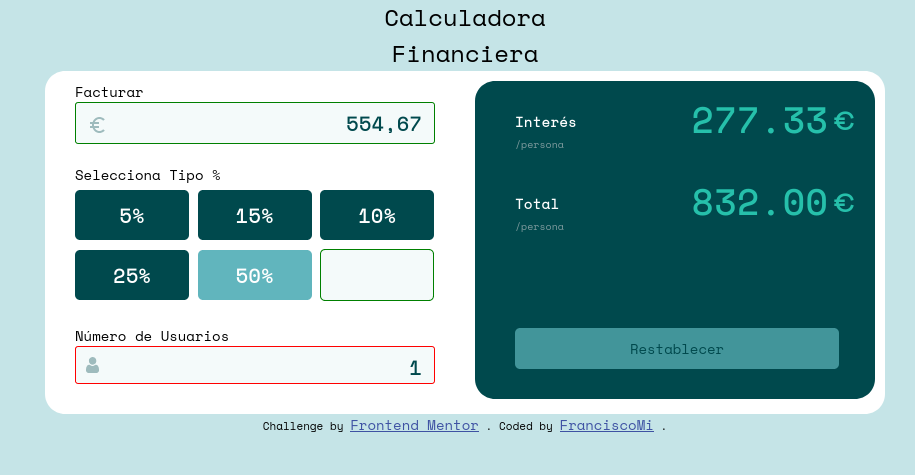 Calculadora
Financiera
Facturar
€ 554,67
Selecciona Tipo %
5% 15% 10%
25% 50%
Número de Usuarios
1
Interés 277.33€
/persona
Total 832.00€
/persona
Restablecer
Challenge by Frontend Mentor . Coded by FranciscoMi .